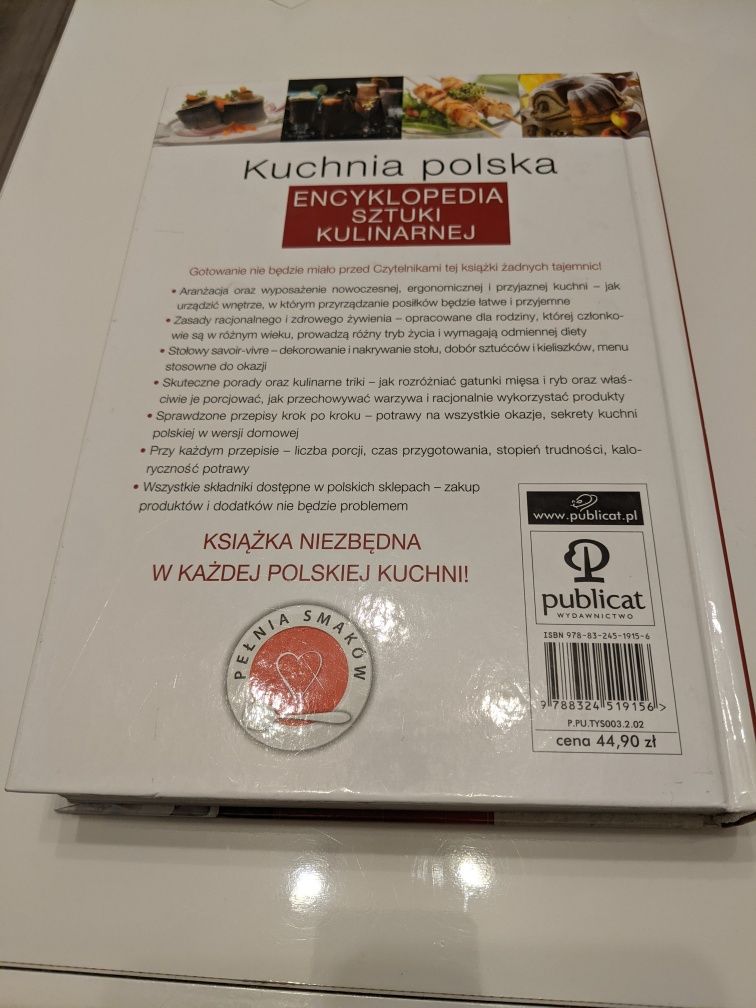 Kuchnia polska
ENCYKLOPEDIA
SZTUKI
KULINARNEJ
Gotowanie nie będzie miało przed Czytelnikami tej książki żadnych tajemnic!
• Aranżacja oraz wyposażenie nowoczesnej, ergonomicznej i przyjaznej kuchni – jak
urządzić wnętrze, w którym przyrządzanie posiłków będzie łatwe i przyjemne
• Zasady racjonalnego i zdrowego żywienia – opracowane dla rodziny, której członko-
wie są w różnym wieku, prowadzą różny tryb życia i wymagają odmiennej diety
• Stołowy savoir-vivre – dekorowanie i nakrywanie stołu, dobór sztućców i kieliszków, menu
stosowne do okazji
• Skuteczne porady oraz kulinarne triki – jak rozróżniać gatunki mięsa i ryb oraz właś-
ciwie je porcjować, jak przechowywać warzywa i racjonalnie wykorzystać produkty
• Sprawdzone przepisy krok po kroku – potrawy na wszystkie okazje, sekrety kuchni
polskiej w wersji domowej
• Przy każdym przepisie – liczba porcji, czas przygotowania, stopień trudności, kalo-
ryczność potrawy
• Wszystkie składniki dostępne w polskich sklepach – zakup
produktów i dodatków nie będzie problemem
KSIĄŻKA NIEZBĘDNA
W KAŻDEJ POLSKIEJ KUCHNI!
PEŁNIA SMAKÓW
www.publicat.pl
publicat
WYDAWNICTWO
ISBN 978-83-245-1915-6
9 788324 519156 >
P.PU.TYS003.2.02
cena 44,90 zł